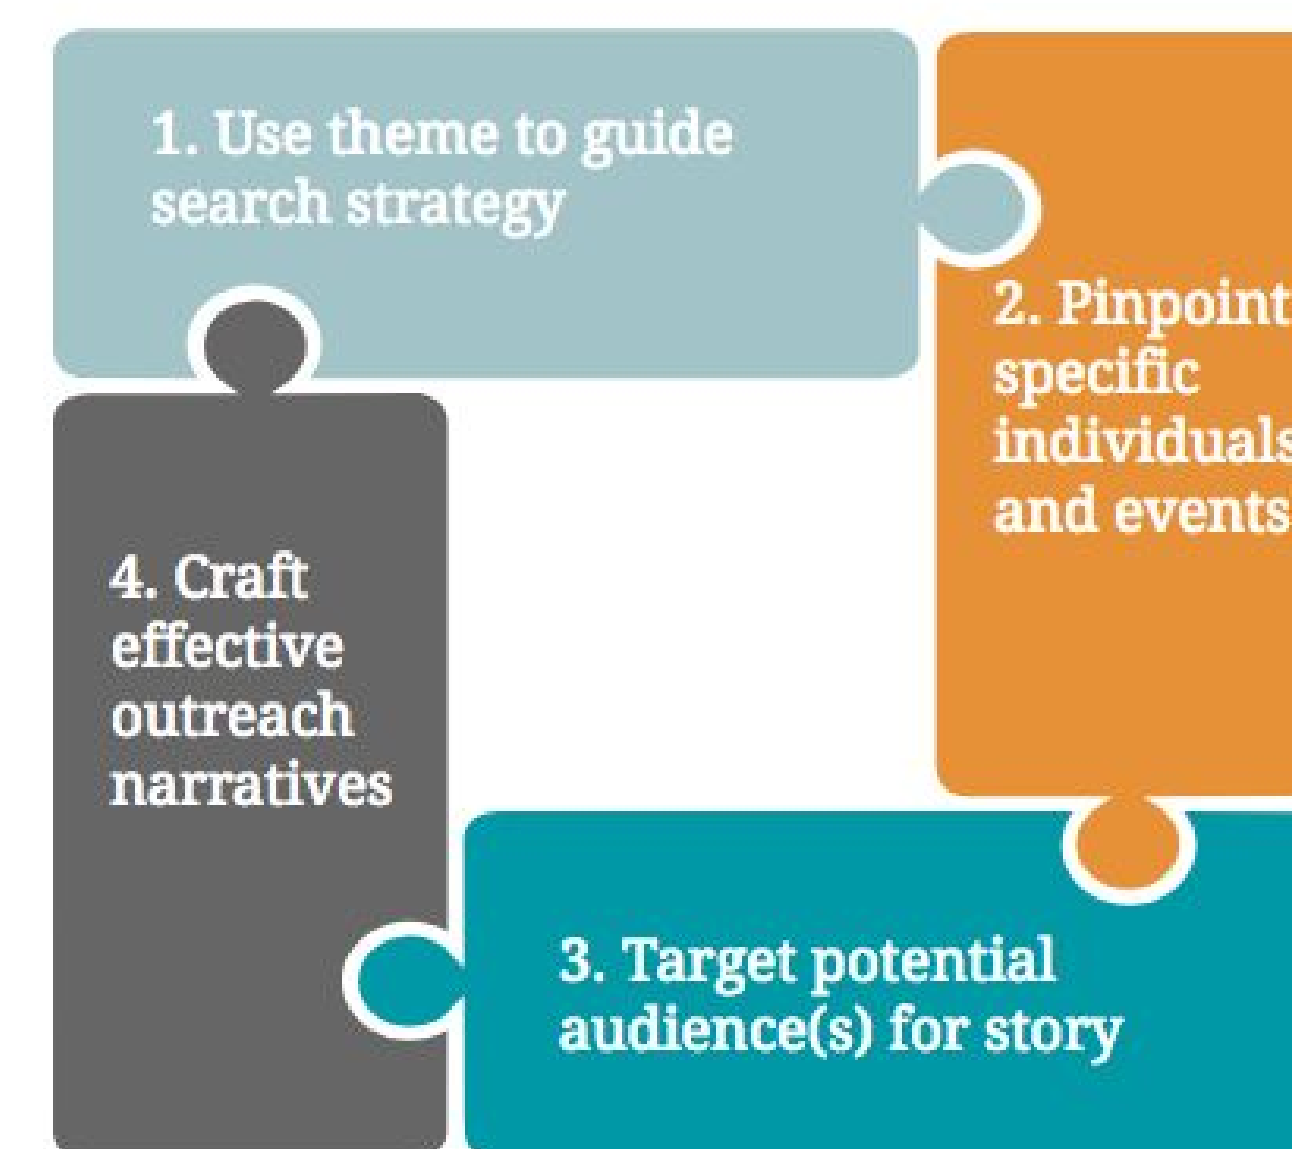 1. Use theme to guide
search strategy
2. Pinpoint
specific
individuals
and events
3. Target potential
audience(s) for story
4. Craft
effective
outreach
narratives